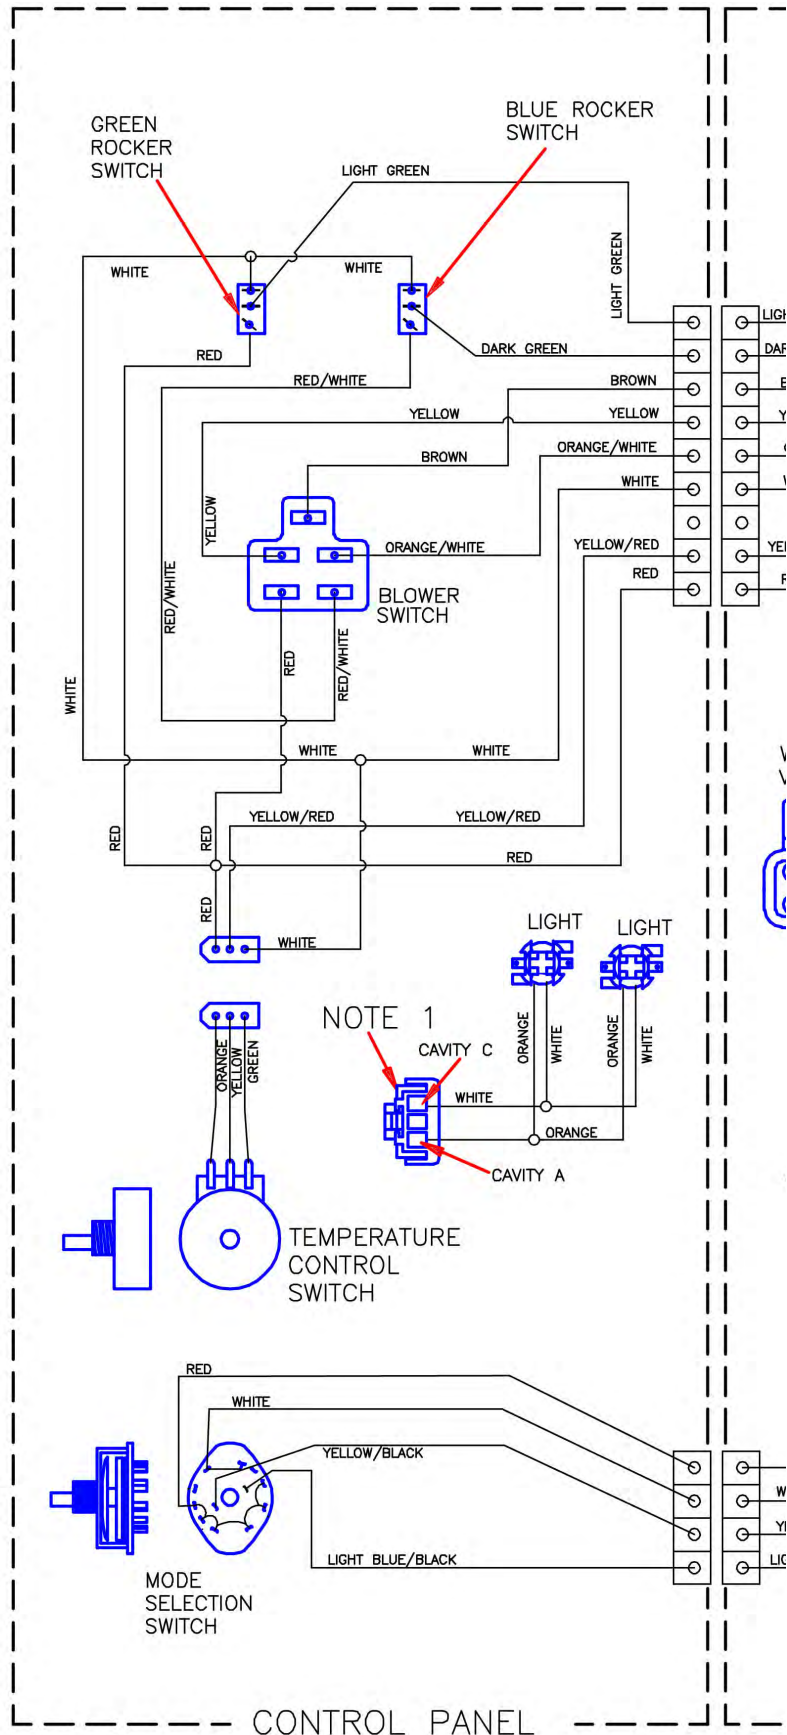 GREEN
ROCKER
SWITCH
BLUE ROCKER
SWITCH
LIGHT GREEN
LIGHT GREEN
WHITE
WHITE
RED
DARK GREEN
RED/WHITE
BROWN
YELLOW
YELLOW
ORANGE/WHITE
BROWN
WHITE
YELLOW
ORANGE/WHITE
YELLOW/RED
RED
BLOWER
SWITCH
RED/WHITE
RED
RED/WHITE
WHITE
WHITE
WHITE
YELLOW/RED
YELLOW/RED
RED
RED
RED
RED
WHITE
LIGHT
LIGHT
NOTE 1
CAVITY C
ORANGE
WHITE
ORANGE
WHITE
ORANGE
YELLOW
GREEN
WHITE
ORANGE
CAVITY A
TEMPERATURE
CONTROL
SWITCH
RED
WHITE
YELLOW/BLACK
LIGHT BLUE/BLACK
MODE
SELECTION
SWITCH
CONTROL PANEL